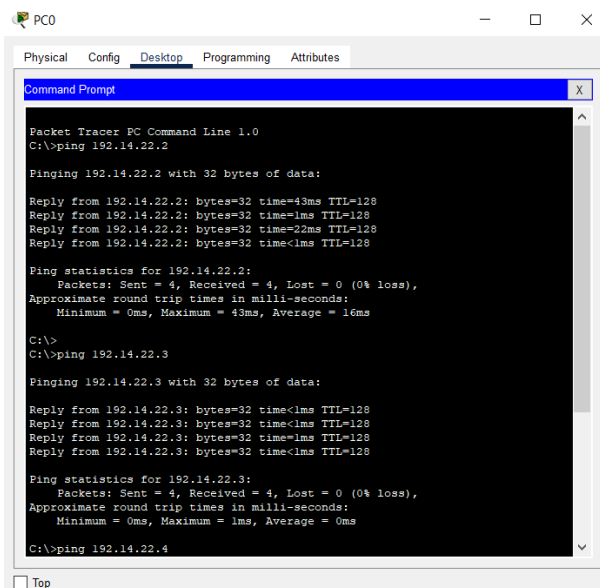 PC0
Physical Config Desktop Programming Attributes
Command Prompt X
Packet Tracer PC Command Line 1.0
C:\>ping 192.14.22.2
Pinging 192.14.22.2 with 32 bytes of data:
Reply from 192.14.22.2: bytes=32 time=43ms TTL=128
Reply from 192.14.22.2: bytes=32 time=1ms TTL=128
Reply from 192.14.22.2: bytes=32 time=22ms TTL=128
Reply from 192.14.22.2: bytes=32 time<1ms TTL=128
Ping statistics for 192.14.22.2:
Packets: Sent = 4, Received = 4, Lost = 0 (0% loss),
Approximate round trip times in milli-seconds:
Minimum = 0ms, Maximum = 43ms, Average = 16ms
C:\>
C:\>ping 192.14.22.3
Pinging 192.14.22.3 with 32 bytes of data:
Reply from 192.14.22.3: bytes=32 time<1ms TTL=128
Reply from 192.14.22.3: bytes=32 time<1ms TTL=128
Reply from 192.14.22.3: bytes=32 time<1ms TTL=128
Reply from 192.14.22.3: bytes=32 time<1ms TTL=128
Ping statistics for 192.14.22.3:
Packets: Sent = 4, Received = 4, Lost = 0 (0% loss),
Approximate round trip times in milli-seconds:
Minimum = 0ms, Maximum = 1ms, Average = 0ms
C:\>ping 192.14.22.4
Top